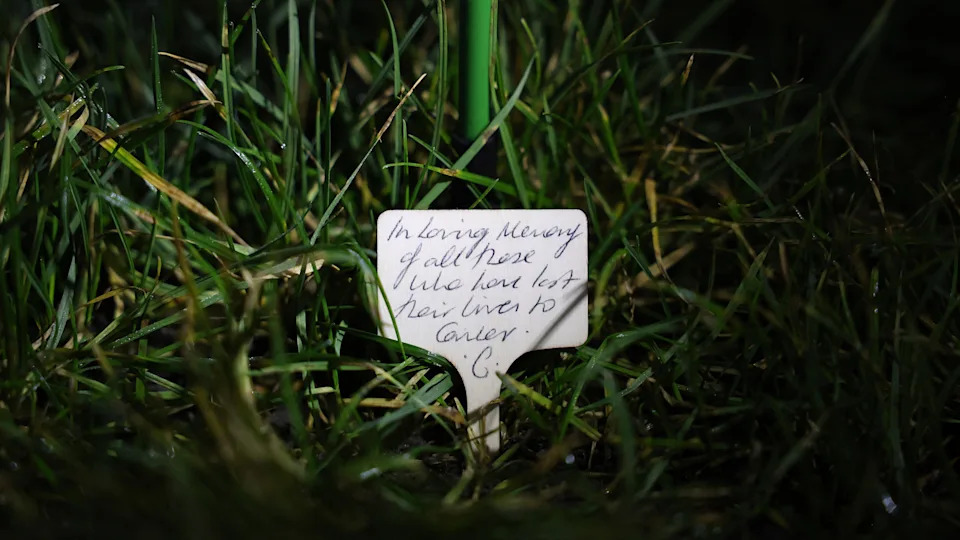 In Loving Memory
of all those
who have lost
their lives to
Cancer.
.C.